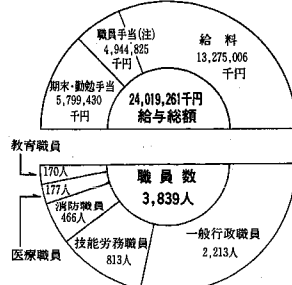 職員手当(注)
4,944,825
千円
給料
13,275,006
千円
期末・勤勉手当
5,799,430
千円
24,019,261千円
給与総額
教育職員
170人
177人
医療職員
消防職員
466人
技能労務職員
813人
職員数
3,839人
一般行政職員
2,213人